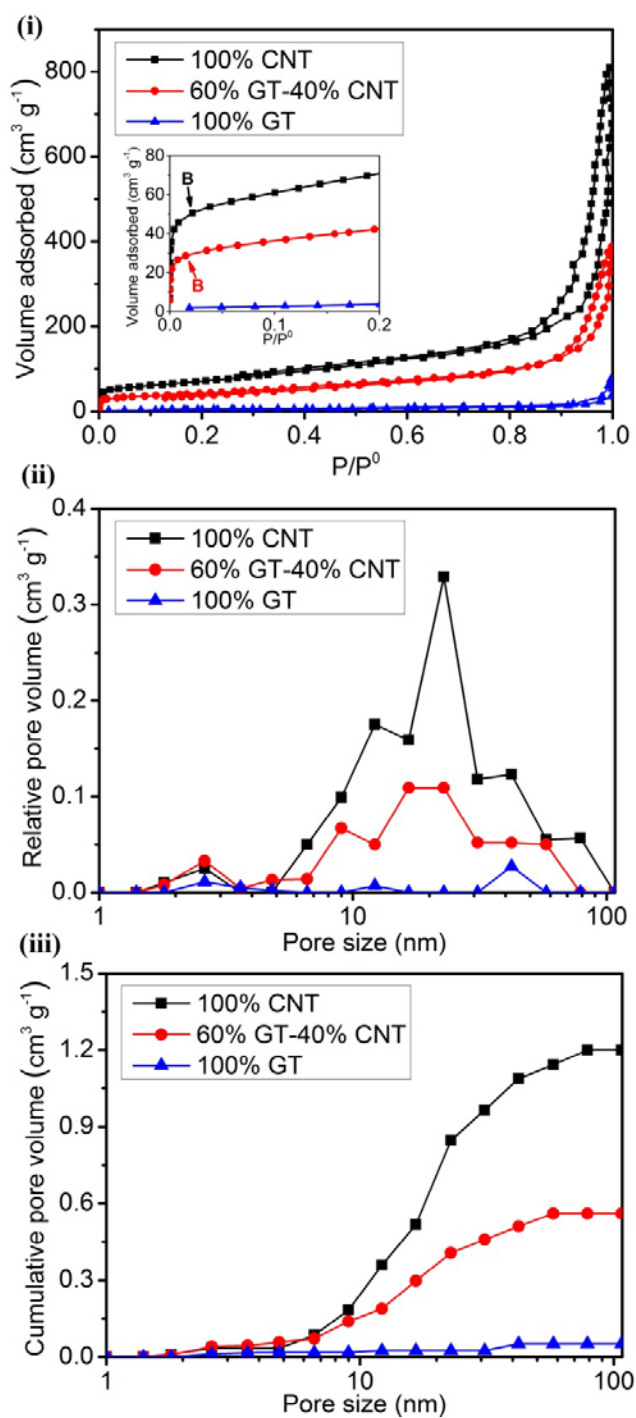 (i)
100% CNT
60% GT-40% CNT
100% GT
Volume adsorbed (cm³ g⁻¹)
800
600
400
200
0
Volume adsorbed (cm³ g⁻¹)
80
60
40
20
0
B
B
0.0 0.1 0.2
P/P⁰
0.0 0.2 0.4 0.6 0.8 1.0
P/P⁰
(ii)
100% CNT
60% GT-40% CNT
100% GT
Relative pore volume (cm³ g⁻¹)
0.4
0.3
0.2
0.1
0.0
1 10 100
Pore size (nm)
(iii)
100% CNT
60% GT-40% CNT
100% GT
Cumulative pore volume (cm³ g⁻¹)
1.5
1.2
0.9
0.6
0.3
0.0
1 10 100
Pore size (nm)